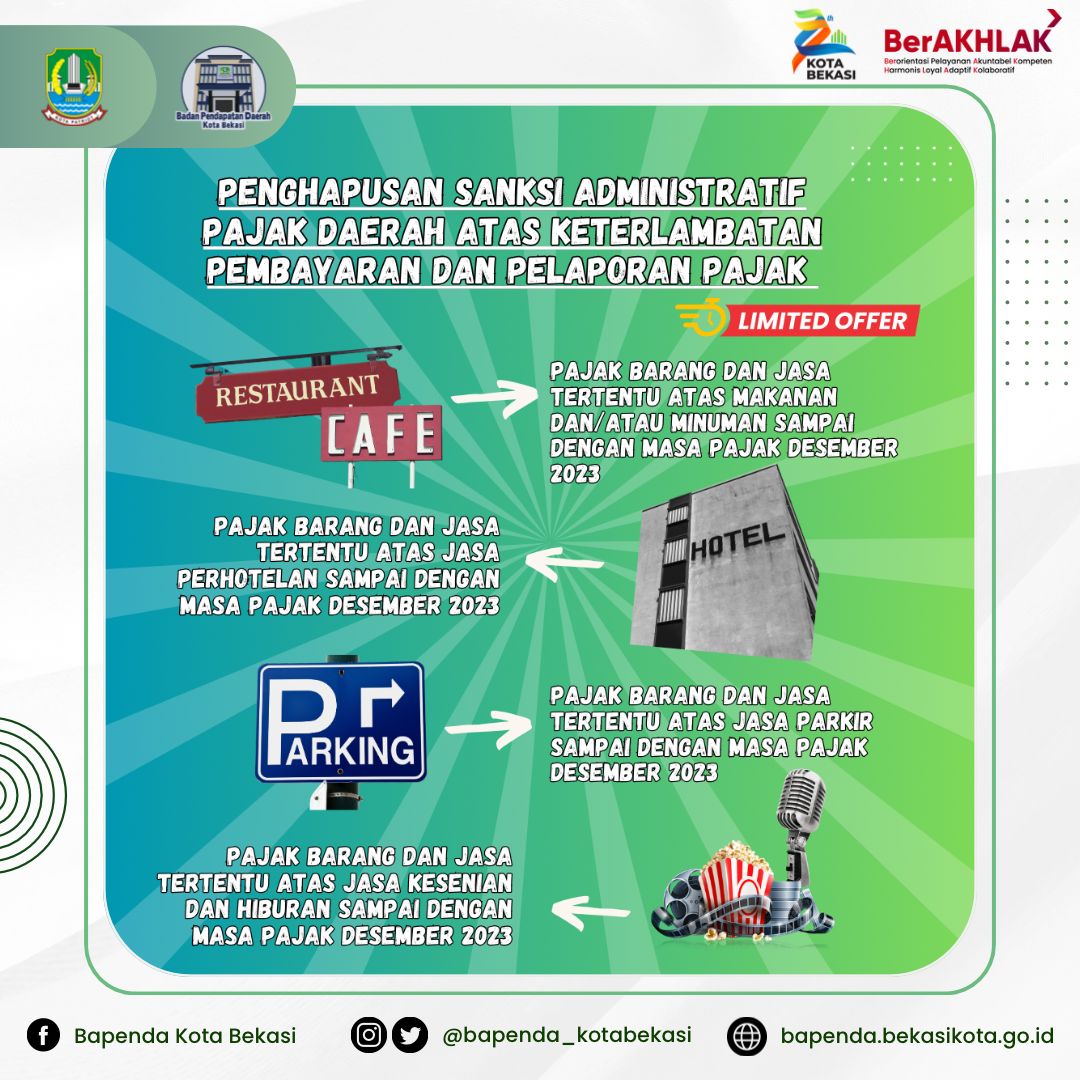 KOTA PATRIOT
Badan Pendapatan Daerah
Kota Bekasi
th
KOTA
BEKASI
BerAKHLAK
Berorientasi Pelayanan Akuntabel Kompeten
Harmonis Loyal Adaptif Kolaboratif
PENGHAPUSAN SANKSI ADMINISTRATIF
PAJAK DAERAH ATAS KETERLAMBATAN
PEMBAYARAN DAN PELAPORAN PAJAK
LIMITED OFFER
RESTAURANT
CAFE
PAJAK BARANG DAN JASA
TERTENTU ATAS MAKANAN
DAN/ATAU MINUMAN SAMPAI
DENGAN MASA PAJAK DESEMBER
2023
PAJAK BARANG DAN JASA
TERTENTU ATAS JASA
PERHOTELAN SAMPAI DENGAN
MASA PAJAK DESEMBER 2023
HOTEL
PARKING
PAJAK BARANG DAN JASA
TERTENTU ATAS JASA PARKIR
SAMPAI DENGAN MASA PAJAK
DESEMBER 2023
PAJAK BARANG DAN JASA
TERTENTU ATAS JASA KESENIAN
DAN HIBURAN SAMPAI DENGAN
MASA PAJAK DESEMBER 2023
Bapenda Kota Bekasi
@bapenda_kotabekasi
bapenda.bekasikota.go.id